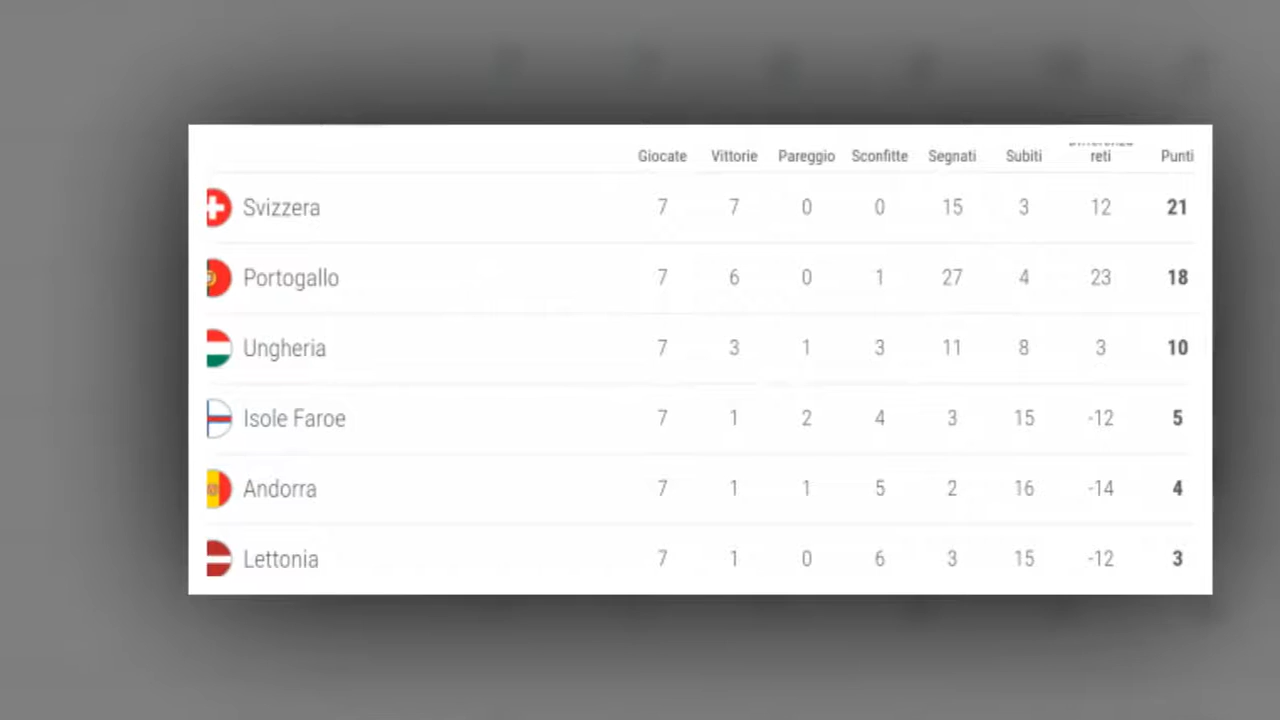 Giocate Vittorie Pareggio Sconfitte Segnati Subiti reti Punti
Svizzera 7 7 0 0 15 3 12 21
Portogallo 7 6 0 1 27 4 23 18
Ungheria 7 3 1 3 11 8 3 10
Isole Faroe 7 1 2 4 3 15 -12 5
Andorra 7 1 1 5 2 16 -14 4
Lettonia 7 1 0 6 3 15 -12 3